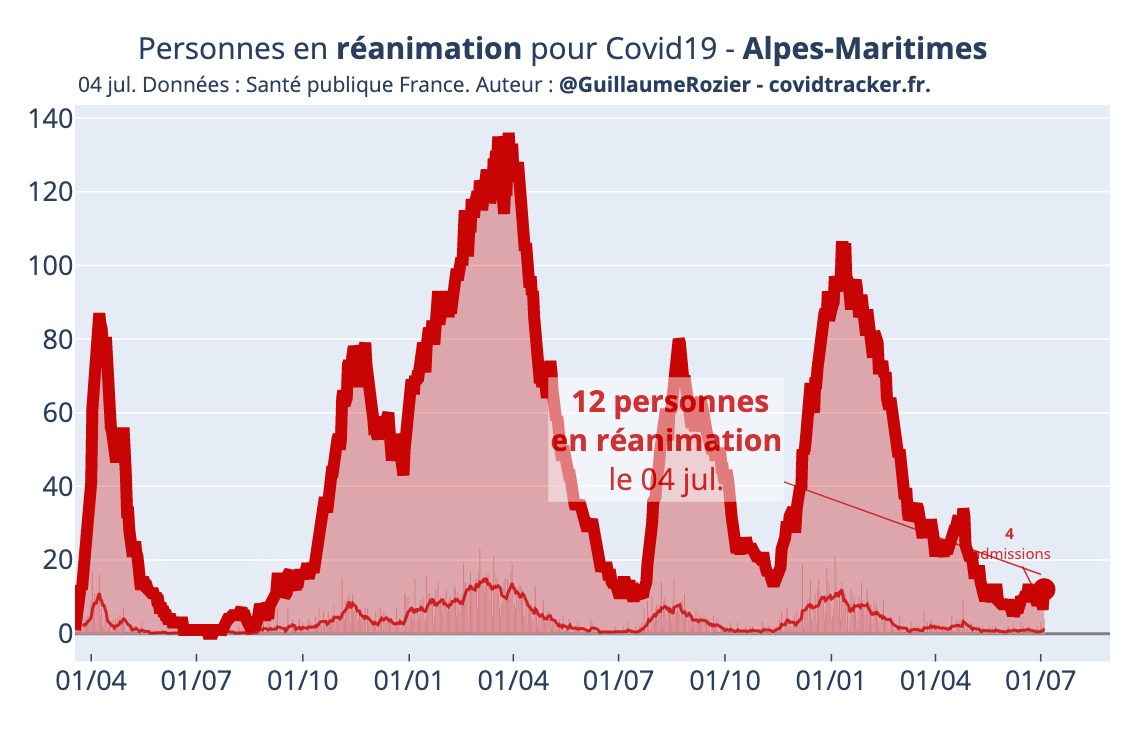 Personnes en réanimation pour Covid19 - Alpes-Maritimes
04 jul. Données : Santé publique France. Auteur : @GuillaumeRozier - covidtracker.fr.
140
120
100
80
60
40
20
0
12 personnes
en réanimation
le 04 jul.
4
admissions
01/04 01/07 01/10 01/01 01/04 01/07 01/10 01/01 01/04 01/07